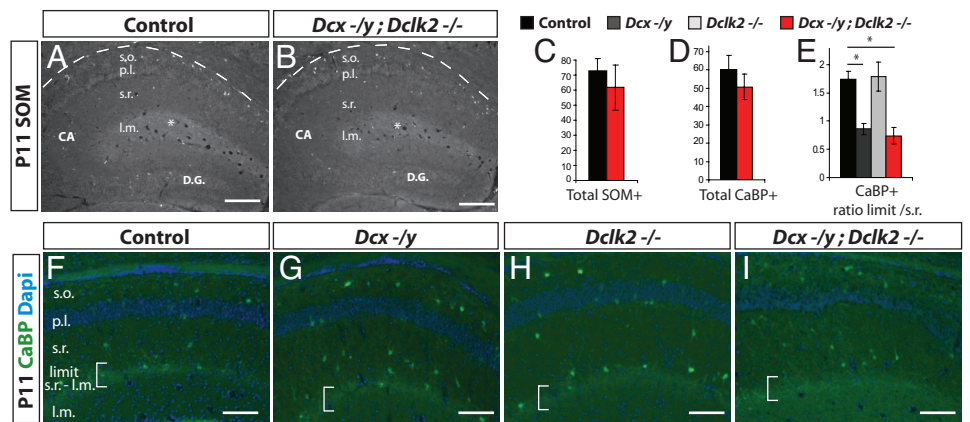 Control
Dcx -/y ; Dclk2 -/-
Control Dcx -/y Dclk2 -/- Dcx -/y; Dclk2 -/-
P11 SOM
A
s.o.
p.l.
s.r.
*
CA
l.m.
D.G.
B
s.o.
p.l.
s.r.
*
l.m.
CA
D.G.
C
80
70
60
50
40
30
20
10
0
Total SOM+
D
70
60
50
40
30
20
10
0
Total CaBP+
E
* *
2
1.5
1
0.5
0
CaBP+
ratio limit /s.r.
Control
Dcx -/y
Dclk2 -/-
Dcx -/y ; Dclk2 -/-
P11 CaBP Dapi
F
s.o.
p.l.
s.r.
limit
s.r. - l.m.
l.m.
G
H
I